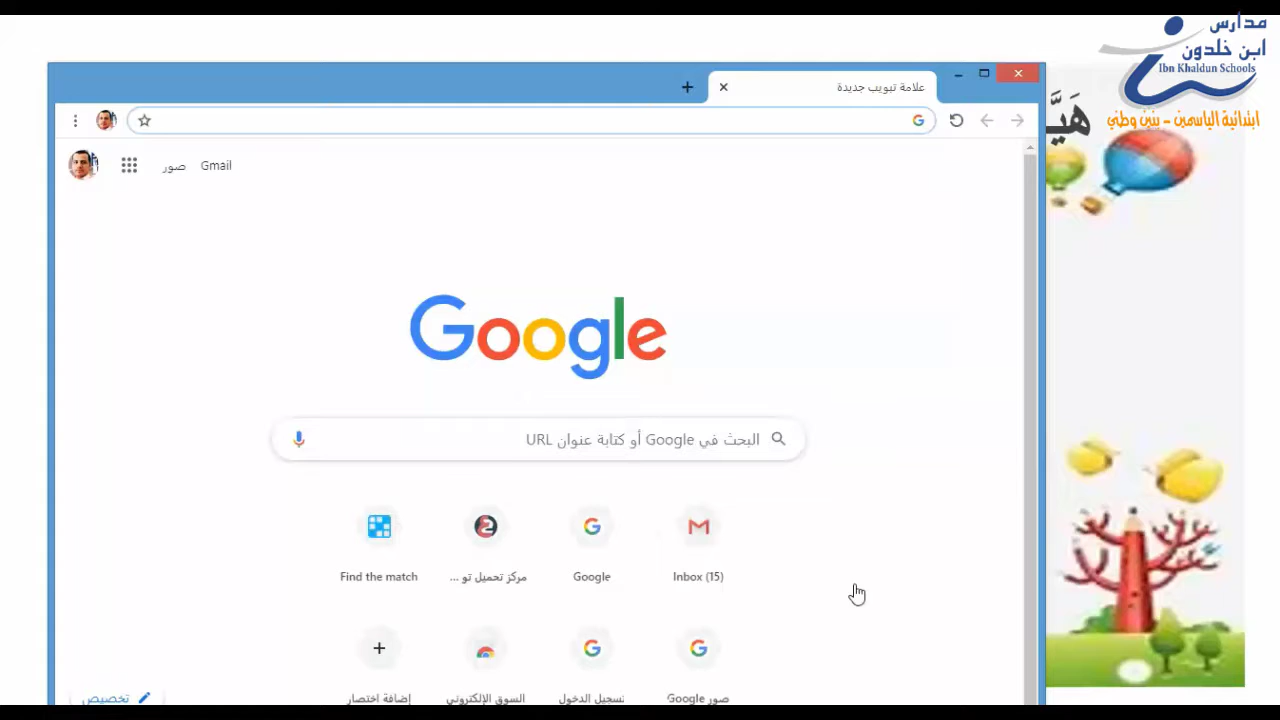 مدارس
ابن خلدون
Ibn Khaldun Schools
ابتدائية الياسمين - بنين وطني
علامة تبويب جديدة
هَيَّ
Gmail
صور
Google
البحث في Google أو كتابة عنوان URL
Inbox (15)
Google
مركز تحميل تو ...
Find the match
صور Google
تسجيل الدخول
السوق الإلكتروني
إضافة اختصار
تخصيص